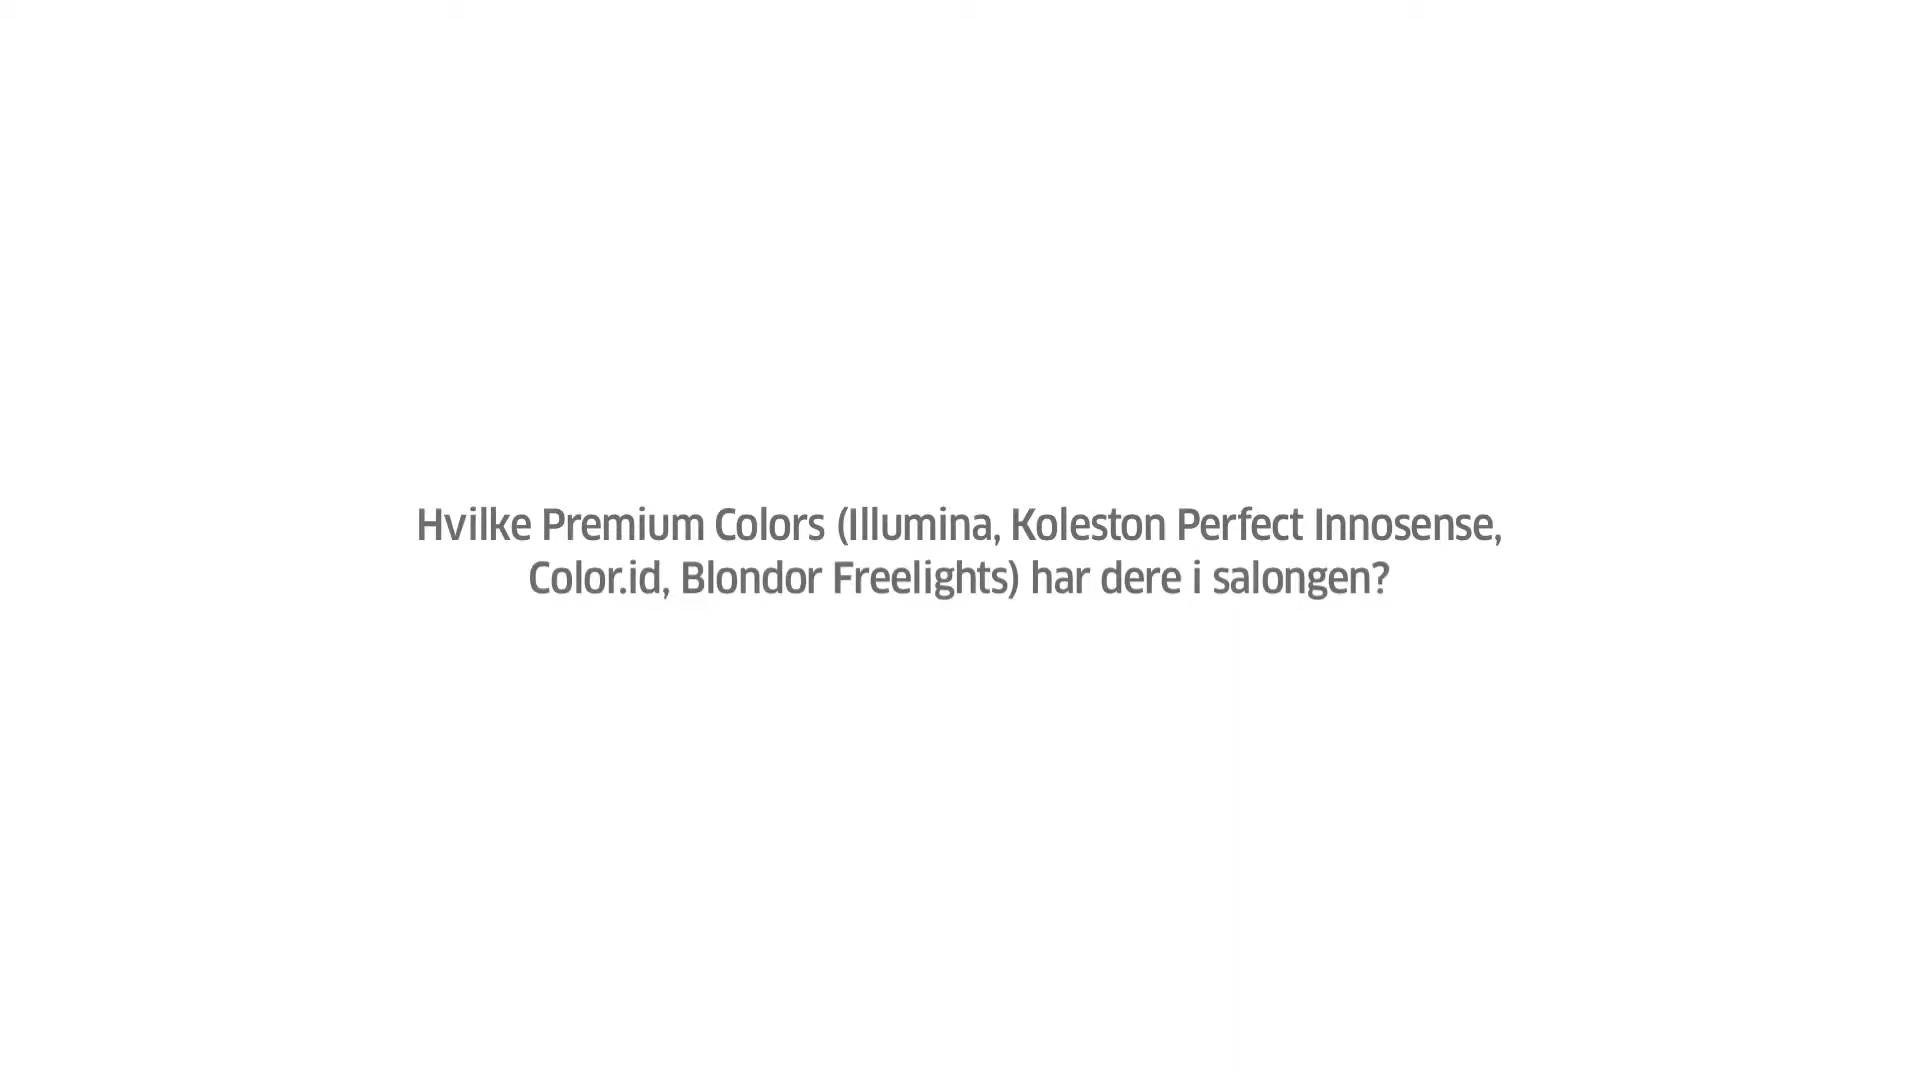 Hvilke Premium Colors (Illumina, Koleston Perfect Innosense,
Color.id, Blondor Freelights) har dere i salongen?